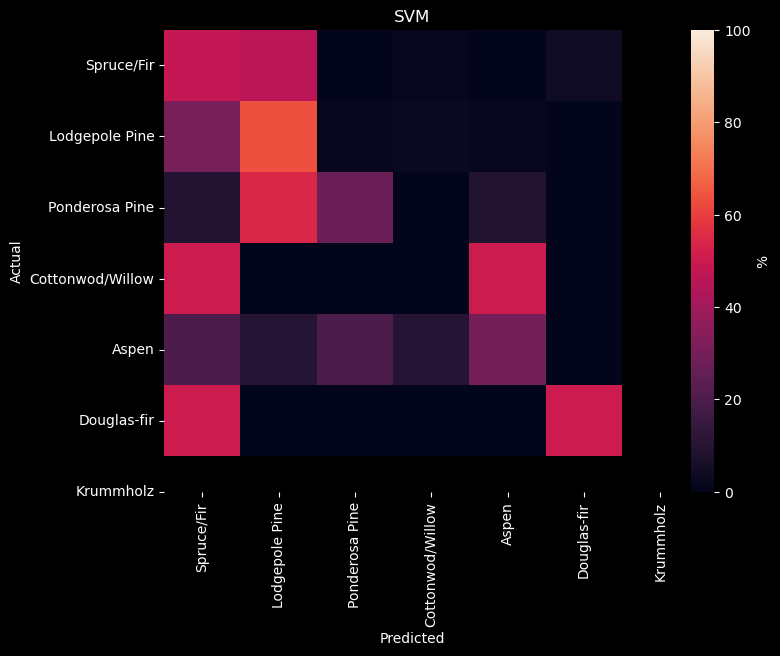 SVM
Actual
Spruce/Fir
Lodgepole Pine
Ponderosa Pine
Cottonwod/Willow
Aspen
Douglas-fir
Krummholz
Spruce/Fir
Lodgepole Pine
Ponderosa Pine
Cottonwod/Willow
Aspen
Douglas-fir
Krummholz
Predicted
100
80
60
40
20
0
%